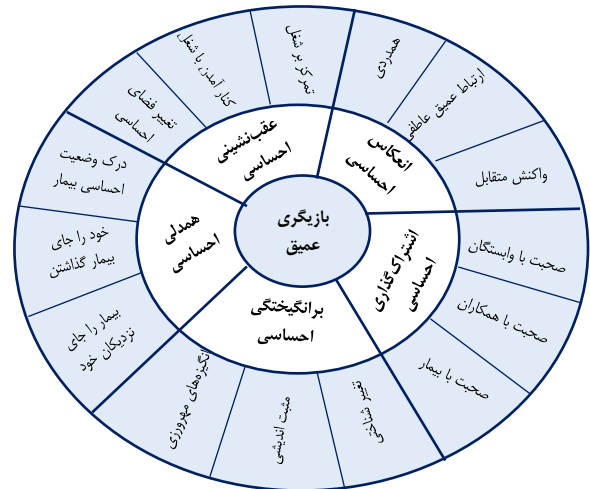 بازیگری
عمیق
انعکاس
احساسی
همدردی
ارتباط عمیق عاطفی
واکنش متقابل
اشتراک‌گذاری
احساسی
صحبت با وابستگان
صحبت با همکاران
صحبت با بیمار
برانگیختگی
احساسی
تغییر شناختی
مثبت اندیشی
انگیزه‌های مهرورزی
همدلی
احساسی
بیمار را جای
نزدیکان خود
خود را جای
بیمار گذاشتن
درک وضعیت
احساسی بیمار
عقب‌نشینی
احساسی
تغییر فضای
احساسی
کنار آمدن با شغل
تمرکز بر شغل